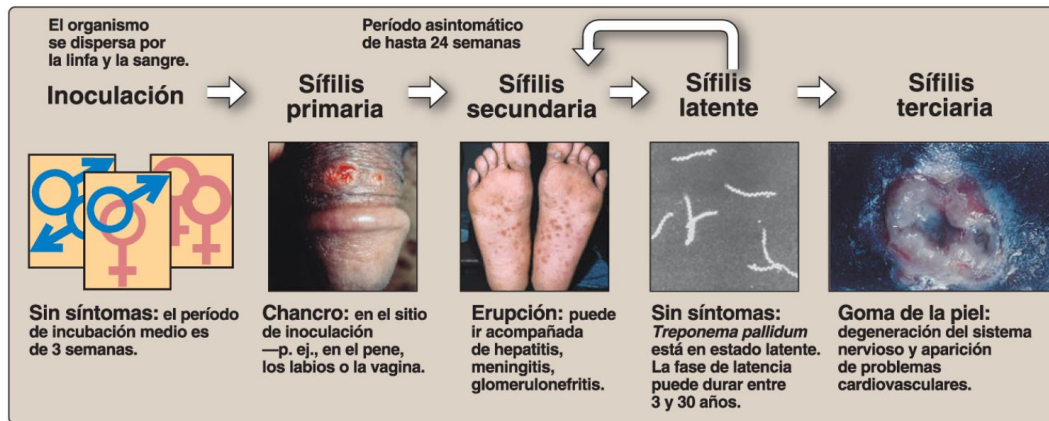 El organismo
se dispersa por
la linfa y la sangre.
Período asintomático
de hasta 24 semanas
Inoculación
Sífilis
primaria
Sífilis
secundaria
Sífilis
latente
Sífilis
terciaria
Sin síntomas: el período
de incubación medio es
de 3 semanas.
Chancro: en el sitio
de inoculación
—p. ej., en el pene,
los labios o la vagina.
Erupción: puede
ir acompañada
de hepatitis,
meningitis,
glomerulonefritis.
Sin síntomas:
Treponema pallidum
está en estado latente.
La fase de latencia
puede durar entre
3 y 30 años.
Goma de la piel:
degeneración del sistema
nervioso y aparición
de problemas
cardiovasculares.